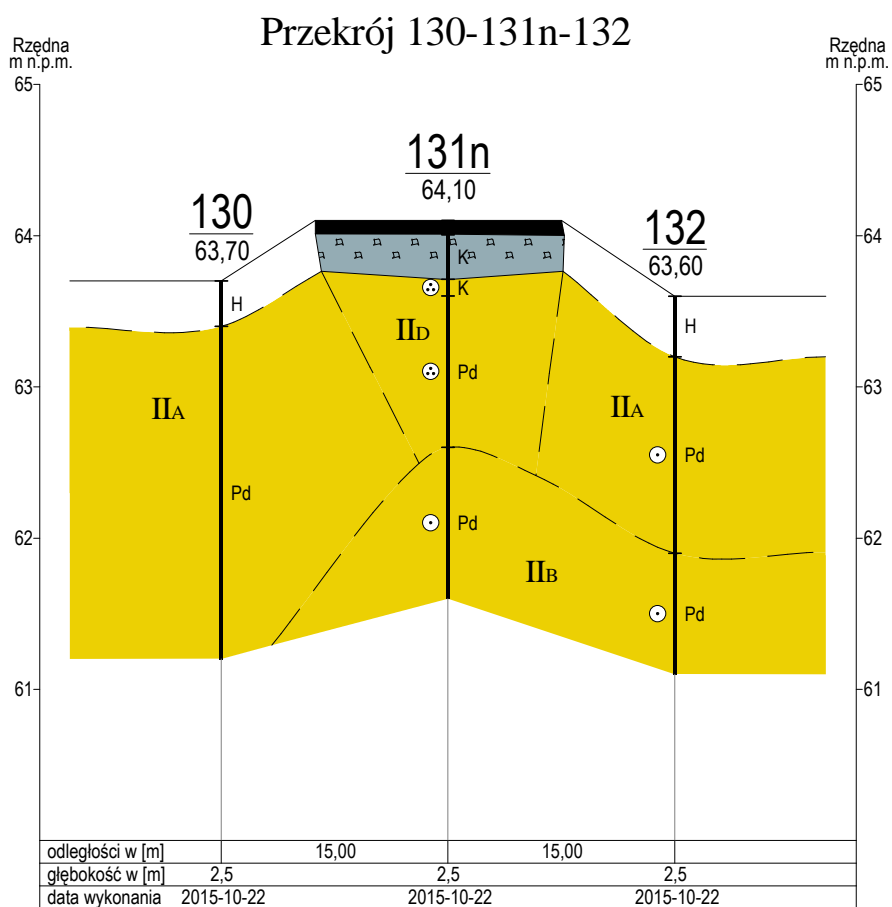 Przekrój 130-131n-132
Rzędna
m n.p.m.
Rzędna
m n.p.m.
65
65
131n
64,10
130
63,70
132
63,60
64
64
K
K
H
H
IID
Pd
63
63
IIA
IIA
Pd
Pd
Pd
62
62
IIB
Pd
61
61
odległości w [m] 15,00 15,00
głębokość w [m] 2,5 2,5 2,5
data wykonania 2015-10-22 2015-10-22 2015-10-22